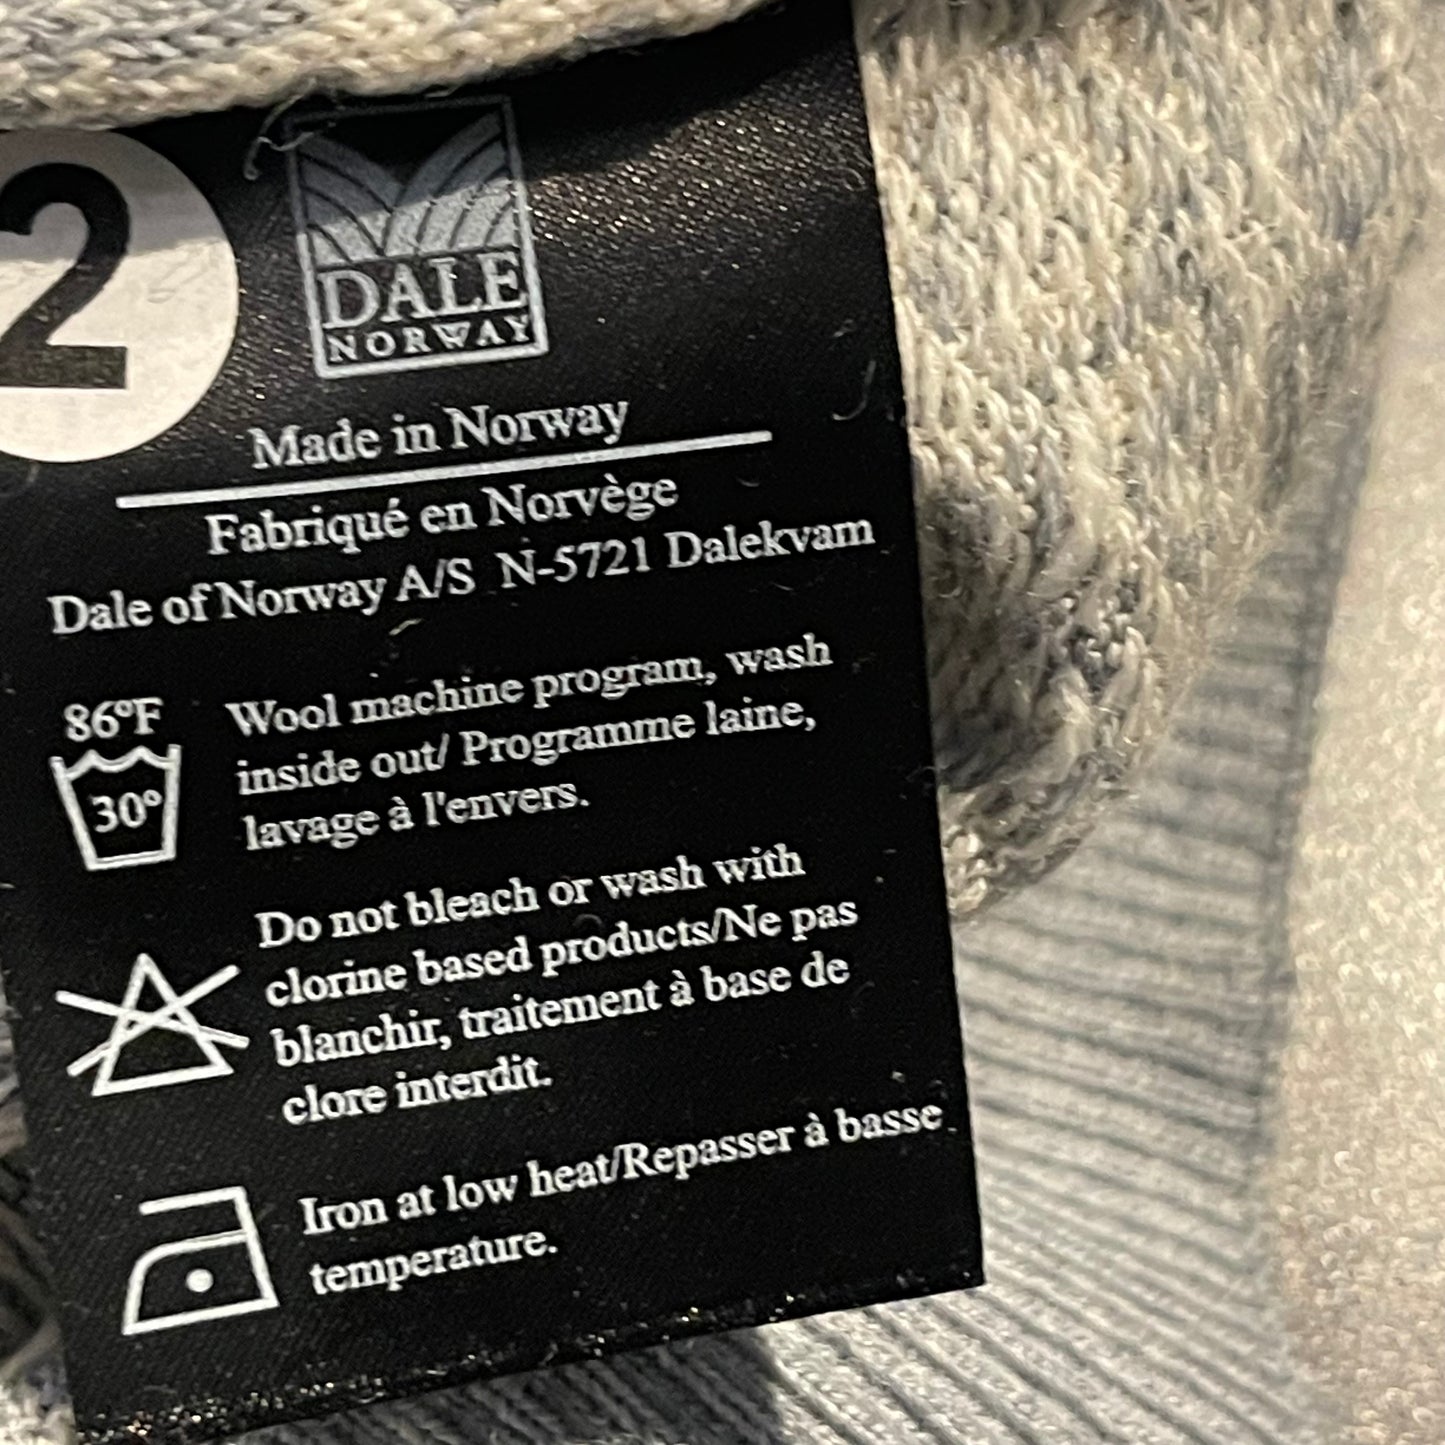 2
DALE
NORWAY
Made in Norway
Fabriqué en Norvège
Dale of Norway A/S N-5721 Dalekvam
86ºF
30º
Wool machine program, wash
inside out/ Programme laine,
lavage à l'envers.
Do not bleach or wash with
clorine based products/Ne pas
blanchir, traitement à base de
clore interdit.
Iron at low heat/Repasser à basse
temperature.